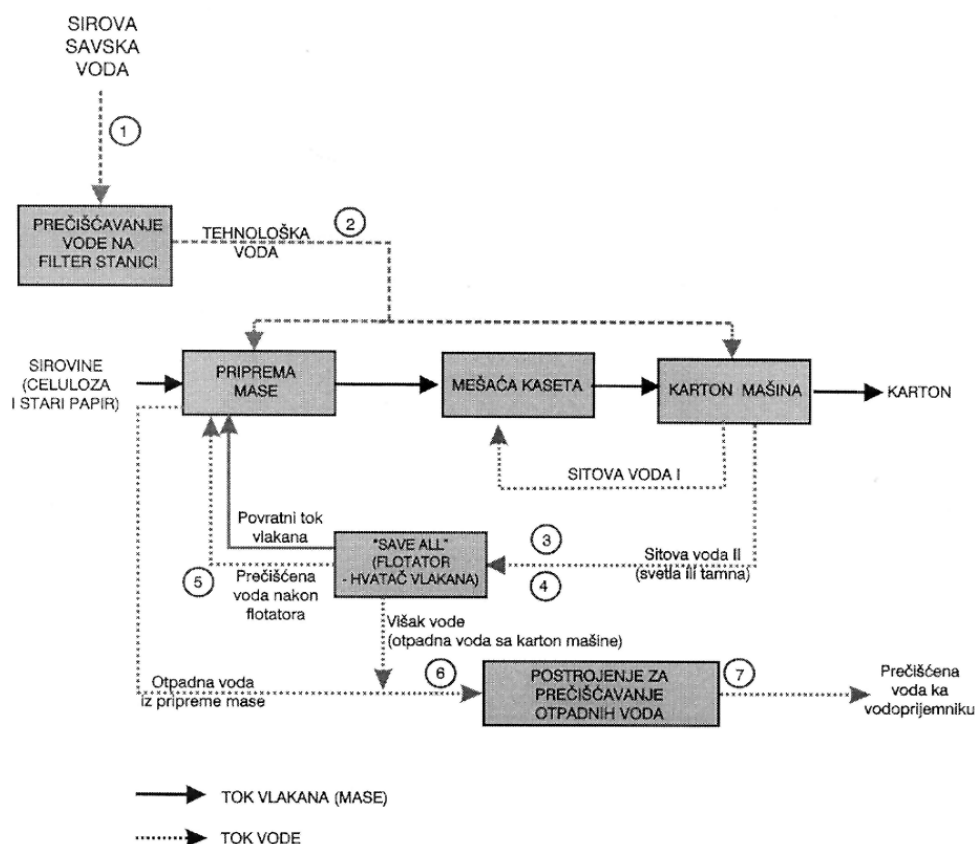 SIROVA
SAVSKA
VODA
1
PREČIŠĆAVANJE
VODE NA
FILTER STANICI
TEHNOLOŠKA
VODA
2
SIROVINE
(CELULOZA
I STARI PAPIR)
PRIPREMA
MASE
MEŠAĆA KASETA
KARTON MAŠINA
KARTON
SITOVA VODA I
Povratni tok
vlakana
"SAVE ALL"
(FLOTATOR
- HVATAČ VLAKANA)
3
4
Sitova voda II
(svetla ili tamna)
5
Prečišćena
voda nakon
flotatora
Višak vode
(otpadna voda sa karton mašine)
Otpadna voda
iz pripreme mase
6
POSTROJENJE ZA
PREČIŠĆAVANJE
OTPADNIH VODA
7
Prečišćena
voda ka
vodoprijemniku
TOK VLAKANA (MASE)
TOK VODE